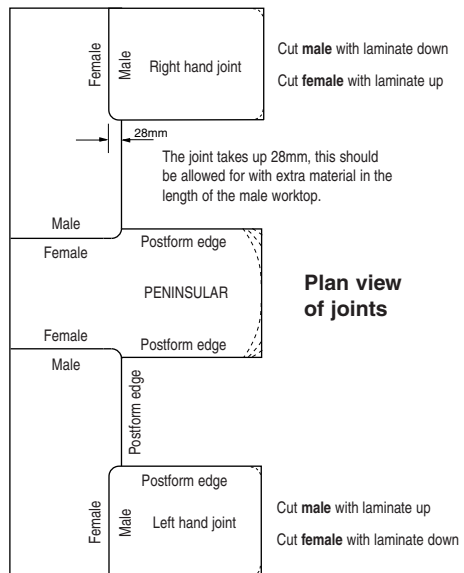 Female
Male
Right hand joint
Cut male with laminate down
Cut female with laminate up
28mm
The joint takes up 28mm, this should
be allowed for with extra material in the
length of the male worktop.
Male
Female
Postform edge
PENINSULAR
Plan view
of joints
Female
Postform edge
Male
Postform edge
Postform edge
Female
Male
Left hand joint
Cut male with laminate up
Cut female with laminate down